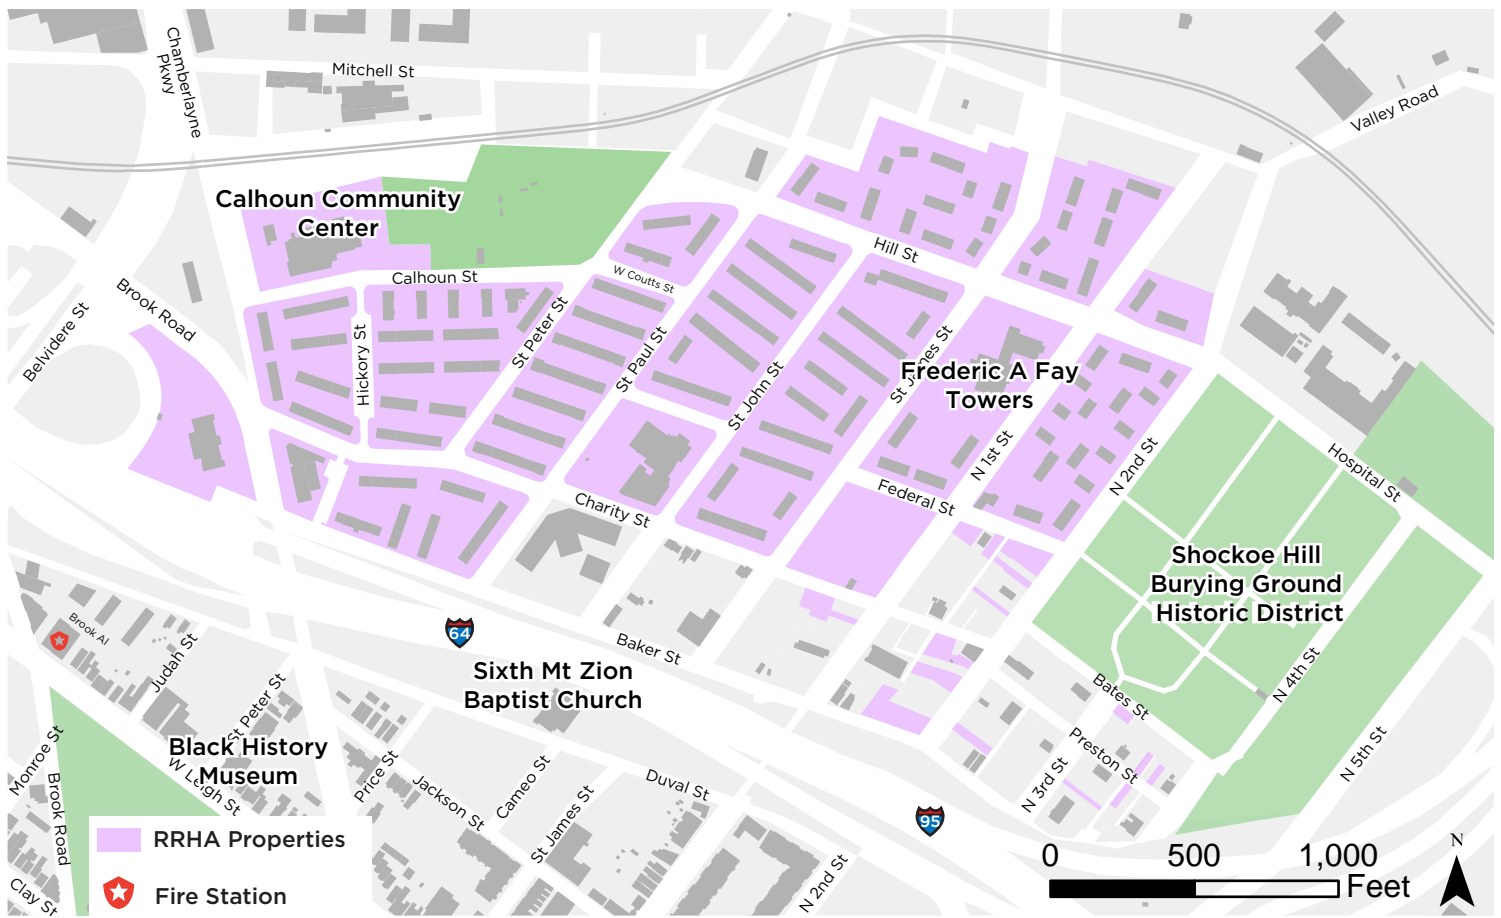 Chamberlayne
Pkwy
Mitchell St
Valley Road
Calhoun Community
Center
Hill St
Calhoun St
W Coutts St
Brook Road
Belvidere St
Hickory St
St Peter St
St Paul St
St John St
St James St
Frederic A Fay
Towers
N 1st St
N 2nd St
Hospital St
Federal St
Charity St
Shockoe Hill
Burying Ground
Historic District
Brook Al
Judah St
64
Baker St
Sixth Mt Zion
Baptist Church
N 4th St
Bates St
St Peter St
Black History
Museum
W Leigh St
Monroe St
Brook Road
Price St
Jackson St
Cameo St
Duval St
Preston St
N 3rd St
N 5th St
St James St
95
N 2nd St
Clay St
RRHA Properties
Fire Station
0 500 1,000
Feet
N